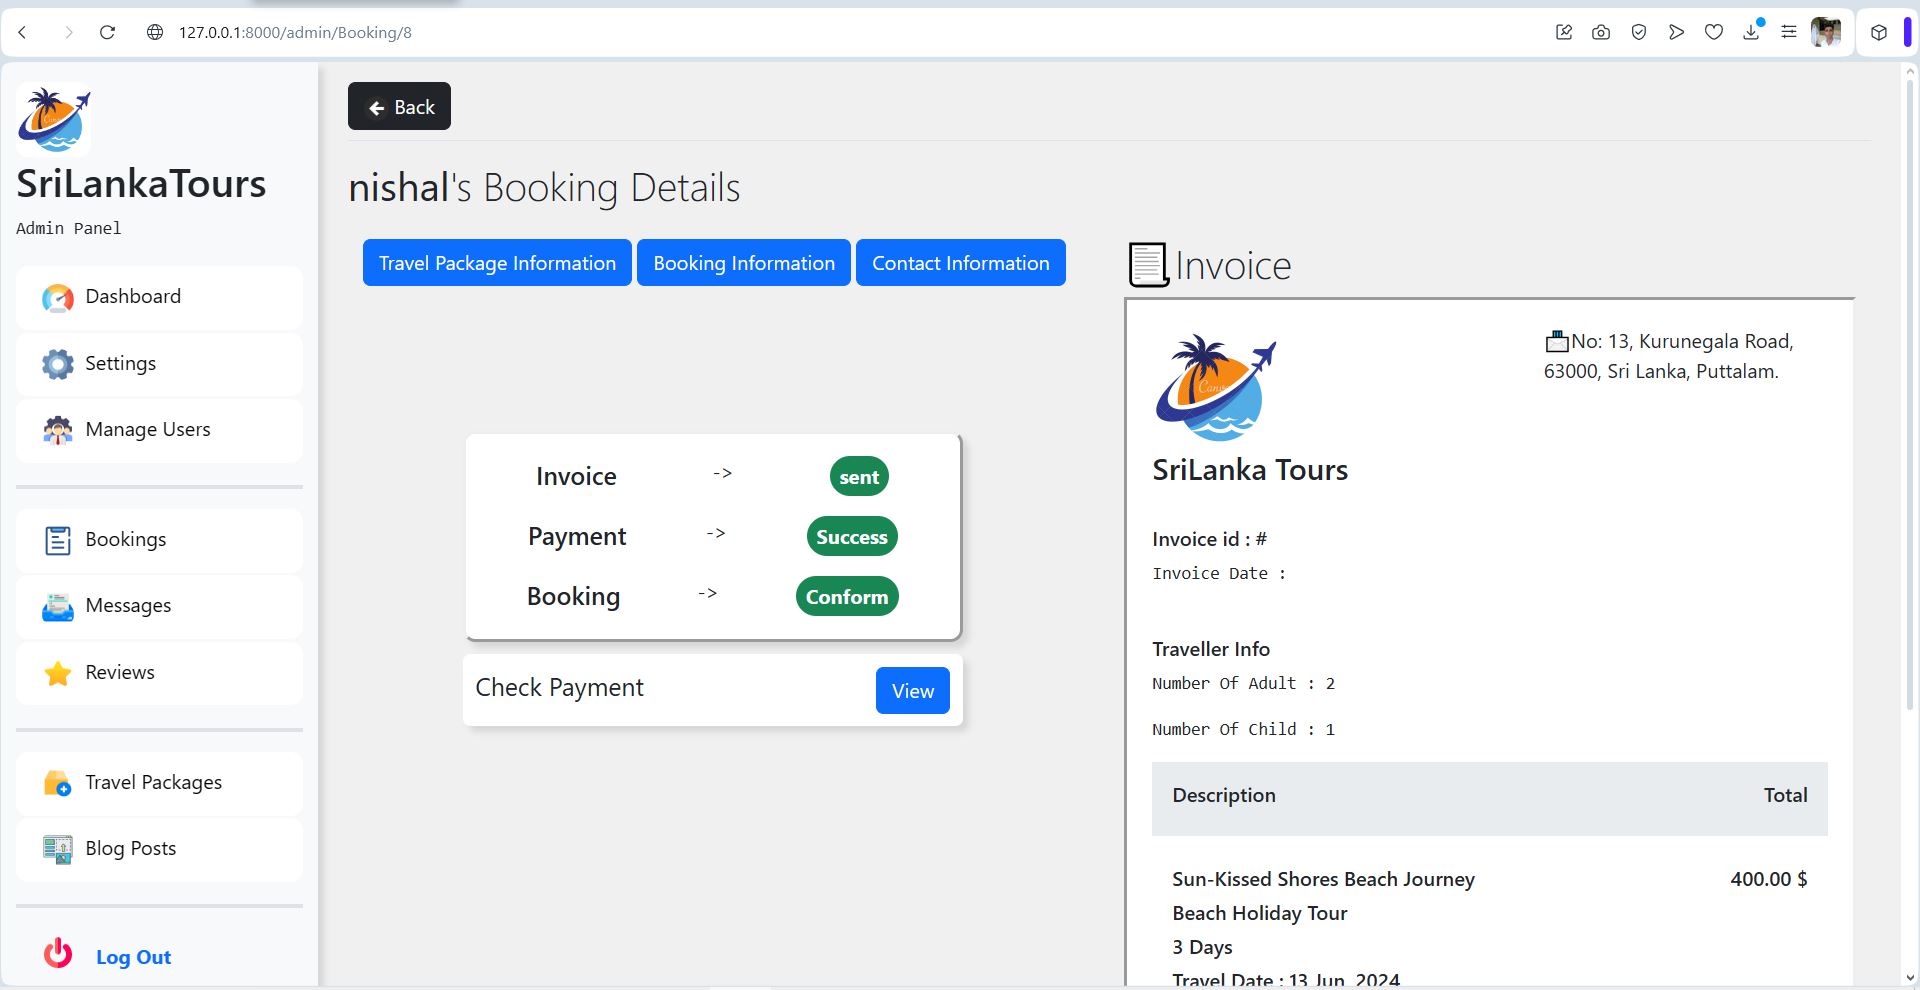 127.0.0.1:8000/admin/Booking/8
SriLankaTours
Admin Panel
Dashboard
Settings
Manage Users
Bookings
Messages
Reviews
Travel Packages
Blog Posts
Log Out
Back
nishal's Booking Details
Travel Package Information
Booking Information
Contact Information
Invoice -> sent
Payment -> Success
Booking -> Conform
Check Payment
View
Invoice
No: 13, Kurunegala Road,
63000, Sri Lanka, Puttalam.
SriLanka Tours
Invoice id : #
Invoice Date :
Traveller Info
Number Of Adult : 2
Number Of Child : 1
Description Total
Sun-Kissed Shores Beach Journey 400.00 $
Beach Holiday Tour
3 Days
Travel Date : 13 Jun, 2024